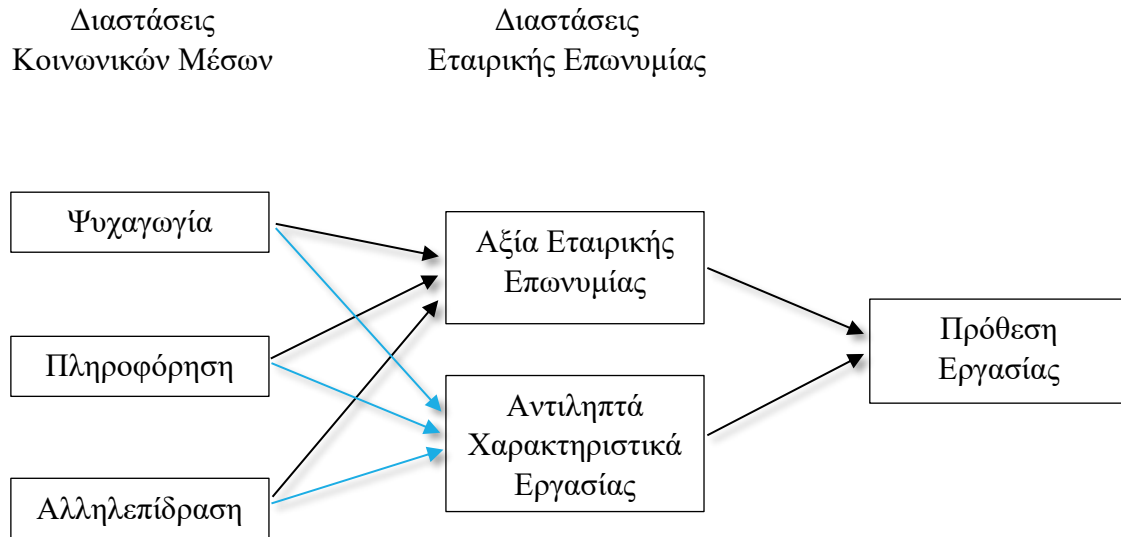 Διαστάσεις
Κοινωνικών Μέσων
Διαστάσεις
Εταιρικής Επωνυμίας
Ψυχαγωγία
Πληροφόρηση
Αλληλεπίδραση
Αξία Εταιρικής
Επωνυμίας
Αντιληπτά
Χαρακτηριστικά
Εργασίας
Πρόθεση
Εργασίας